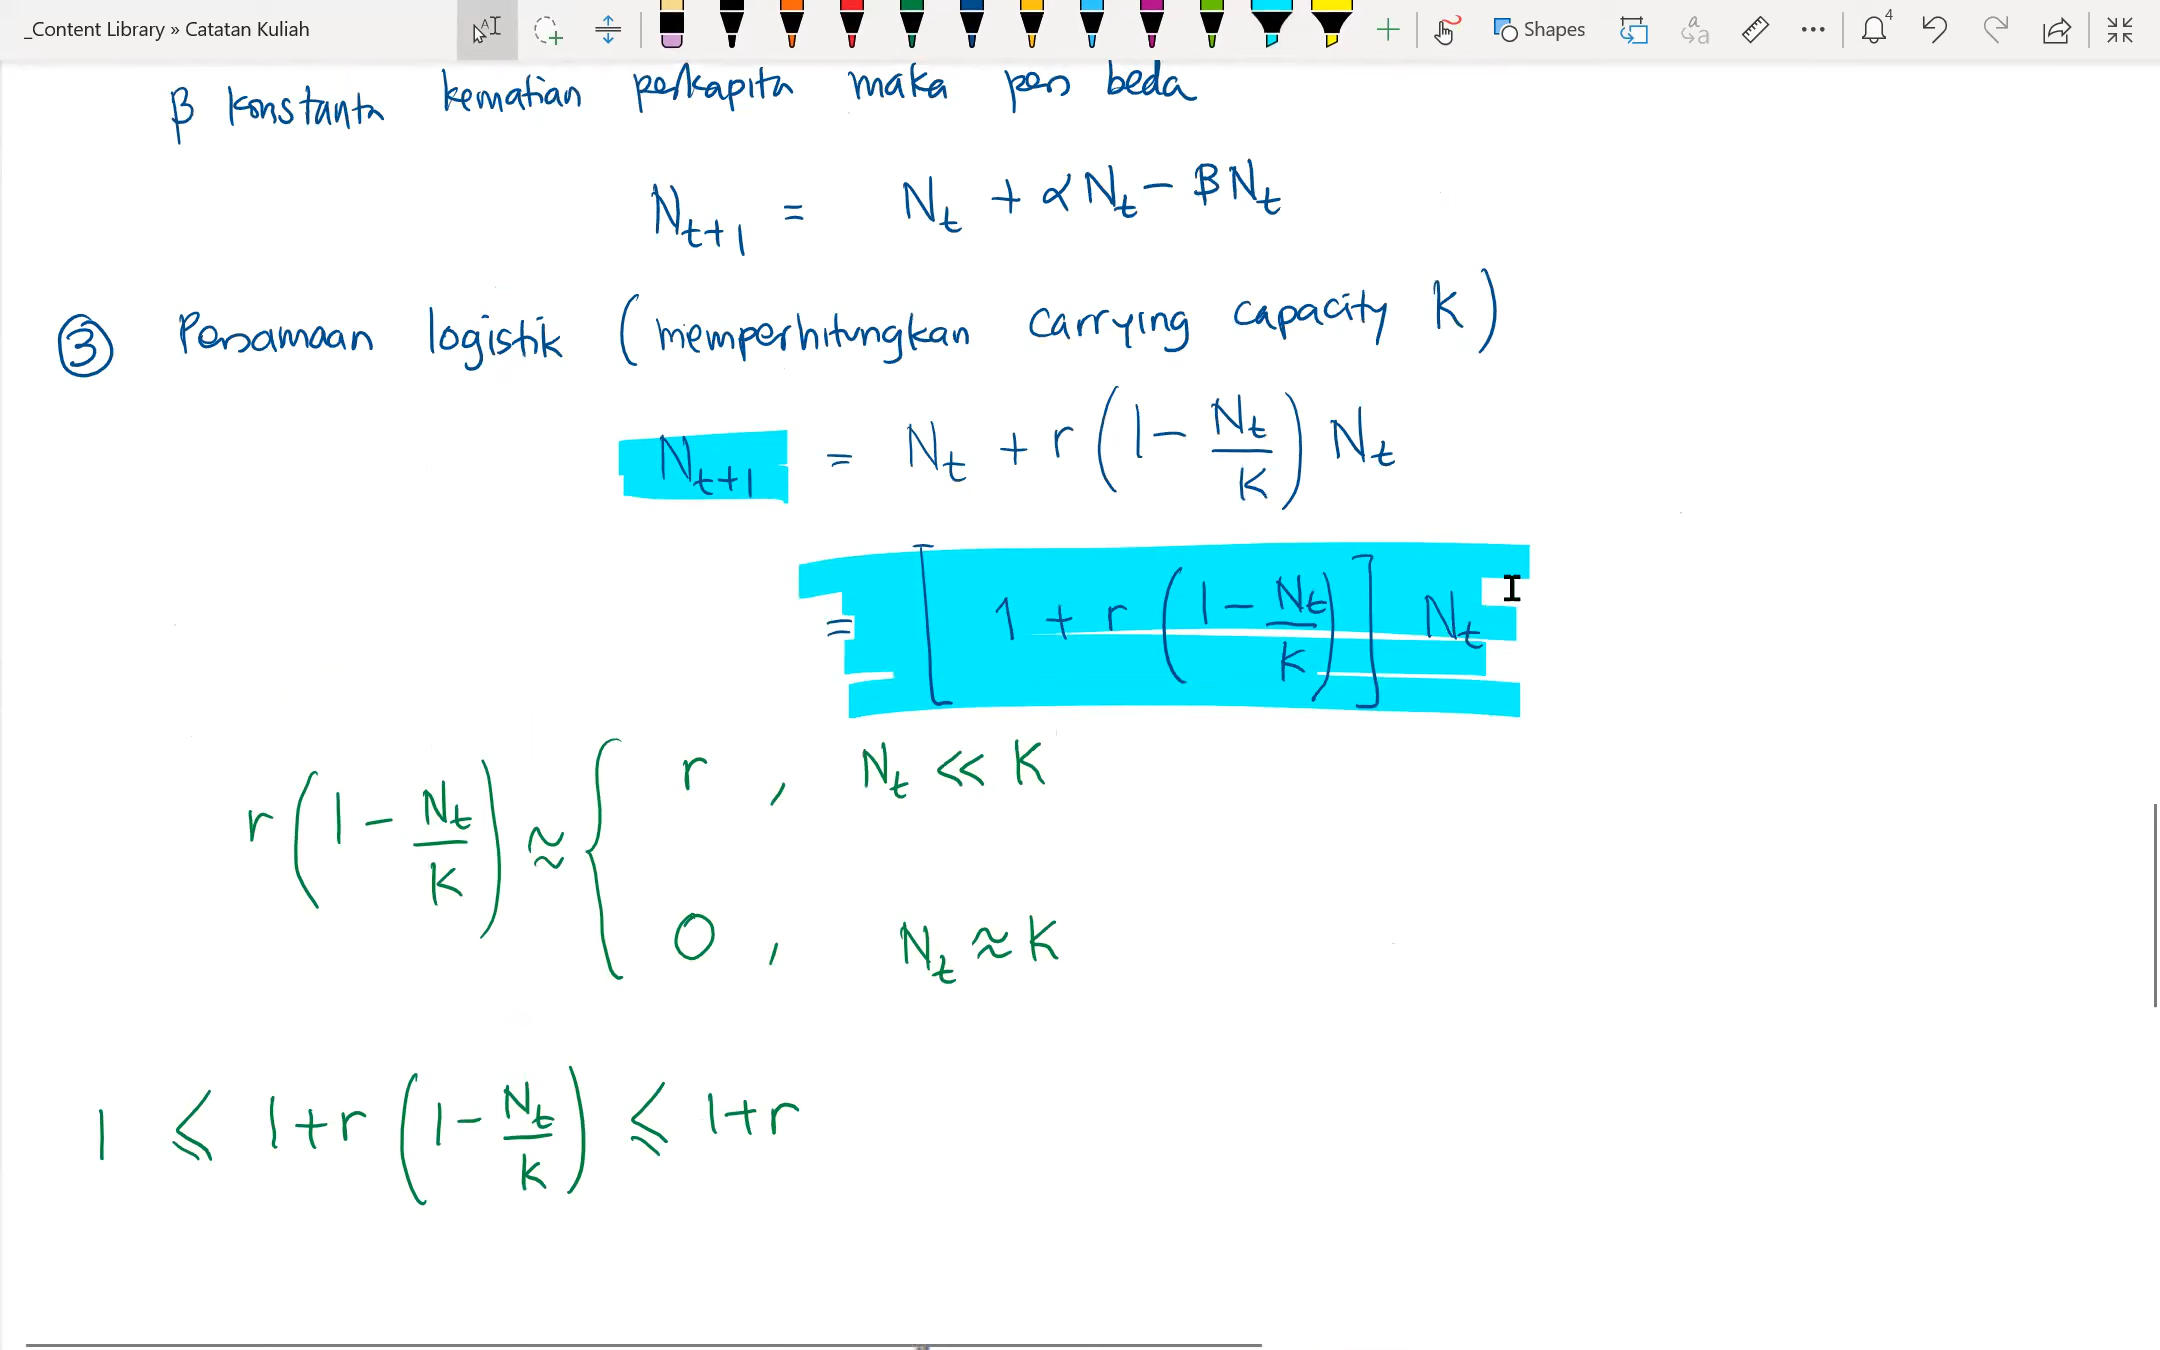 _Content Library » Catatan Kuliah
Shapes
4
β konstanta kematian perkapita maka pers beda
N_{t+1} = N_t + αN_t - βN_t
③ Persamaan logistik (memperhitungkan carrying capacity K)
N_{t+1} = N_t + r(1 - N_t/K) N_t
= [1 + r(1 - N_t/K)] N_t
r(1 - N_t/K) ≈ { r , N_t << K
0 , N_t ≈ K
1 ≤ 1+r(1 - N_t/K) ≤ 1+r